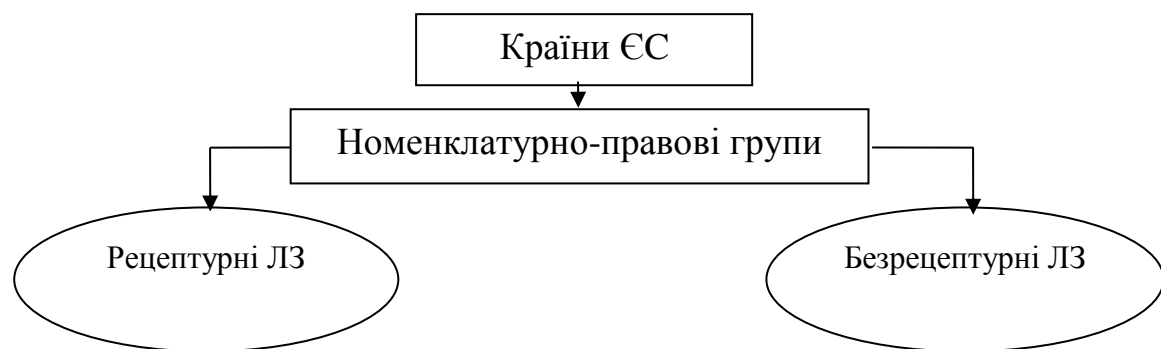 Країни ЄС
Номенклатурно-правові групи
Рецептурні ЛЗ
Безрецептурні ЛЗ